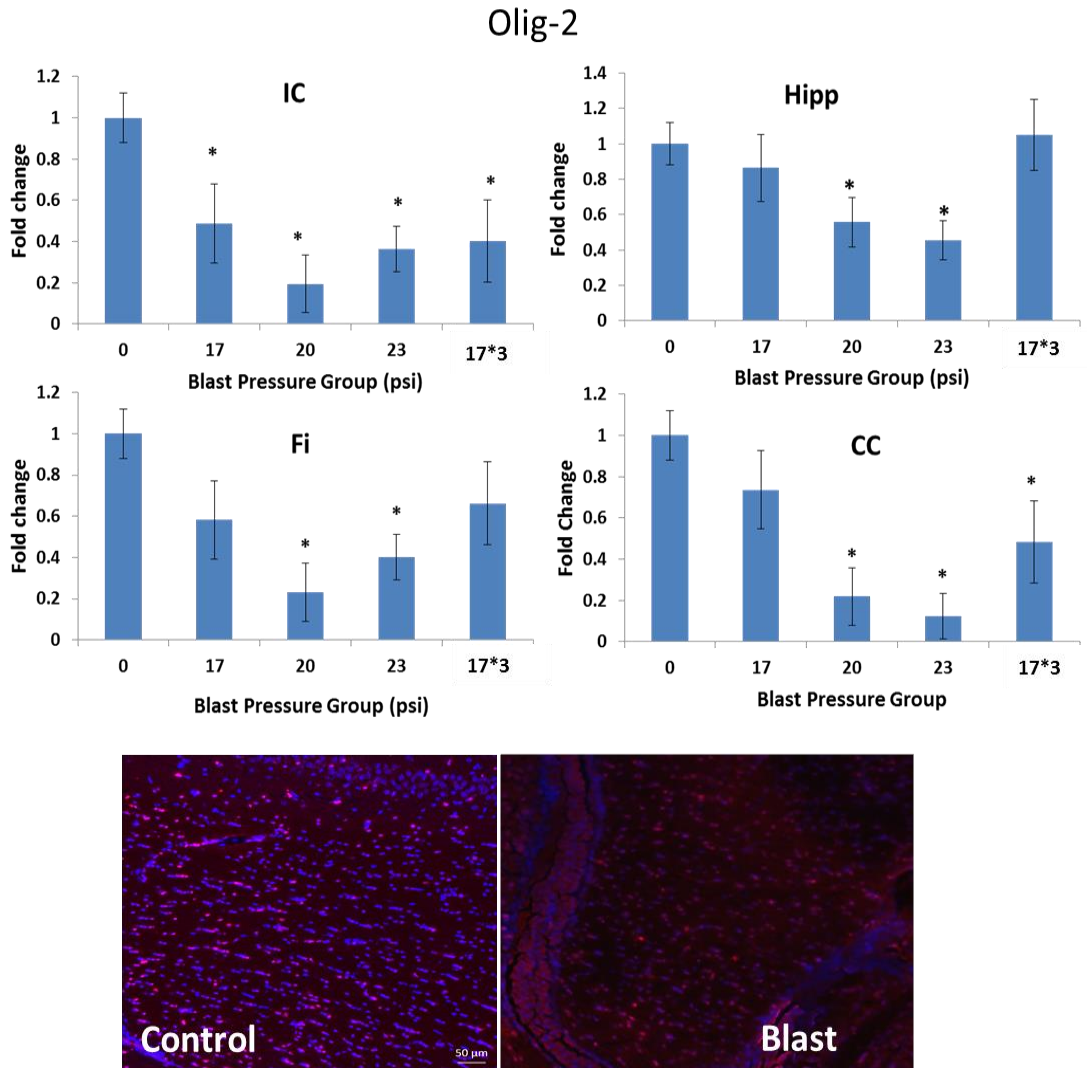 Olig-2
IC
Fold change
1.2
1
0.8
0.6
0.4
0.2
0
*
*
*
*
0 17 20 23 17*3
Blast Pressure Group (psi)
Hipp
Fold change
1.4
1.2
1
0.8
0.6
0.4
0.2
0
*
*
0 17 20 23 17*3
Blast Pressure Group (psi)
Fi
Fold change
1.2
1
0.8
0.6
0.4
0.2
0
*
*
0 17 20 23 17*3
Blast Pressure Group (psi)
CC
Fold Change
1.2
1
0.8
0.6
0.4
0.2
0
*
*
*
0 17 20 23 17*3
Blast Pressure Group
Control
50 µm
Blast